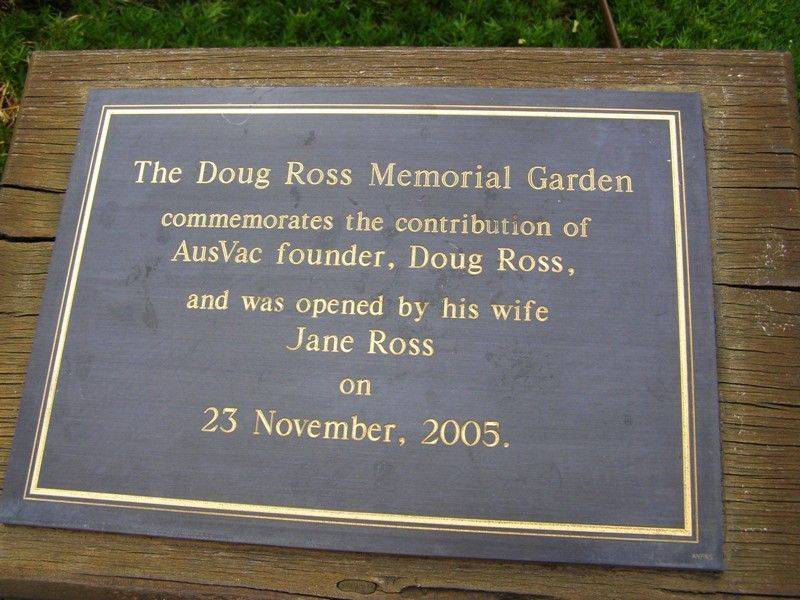 The Doug Ross Memorial Garden
commemorates the contribution of
AusVac founder, Doug Ross,
and was opened by his wife
Jane Ross
on
23 November, 2005.